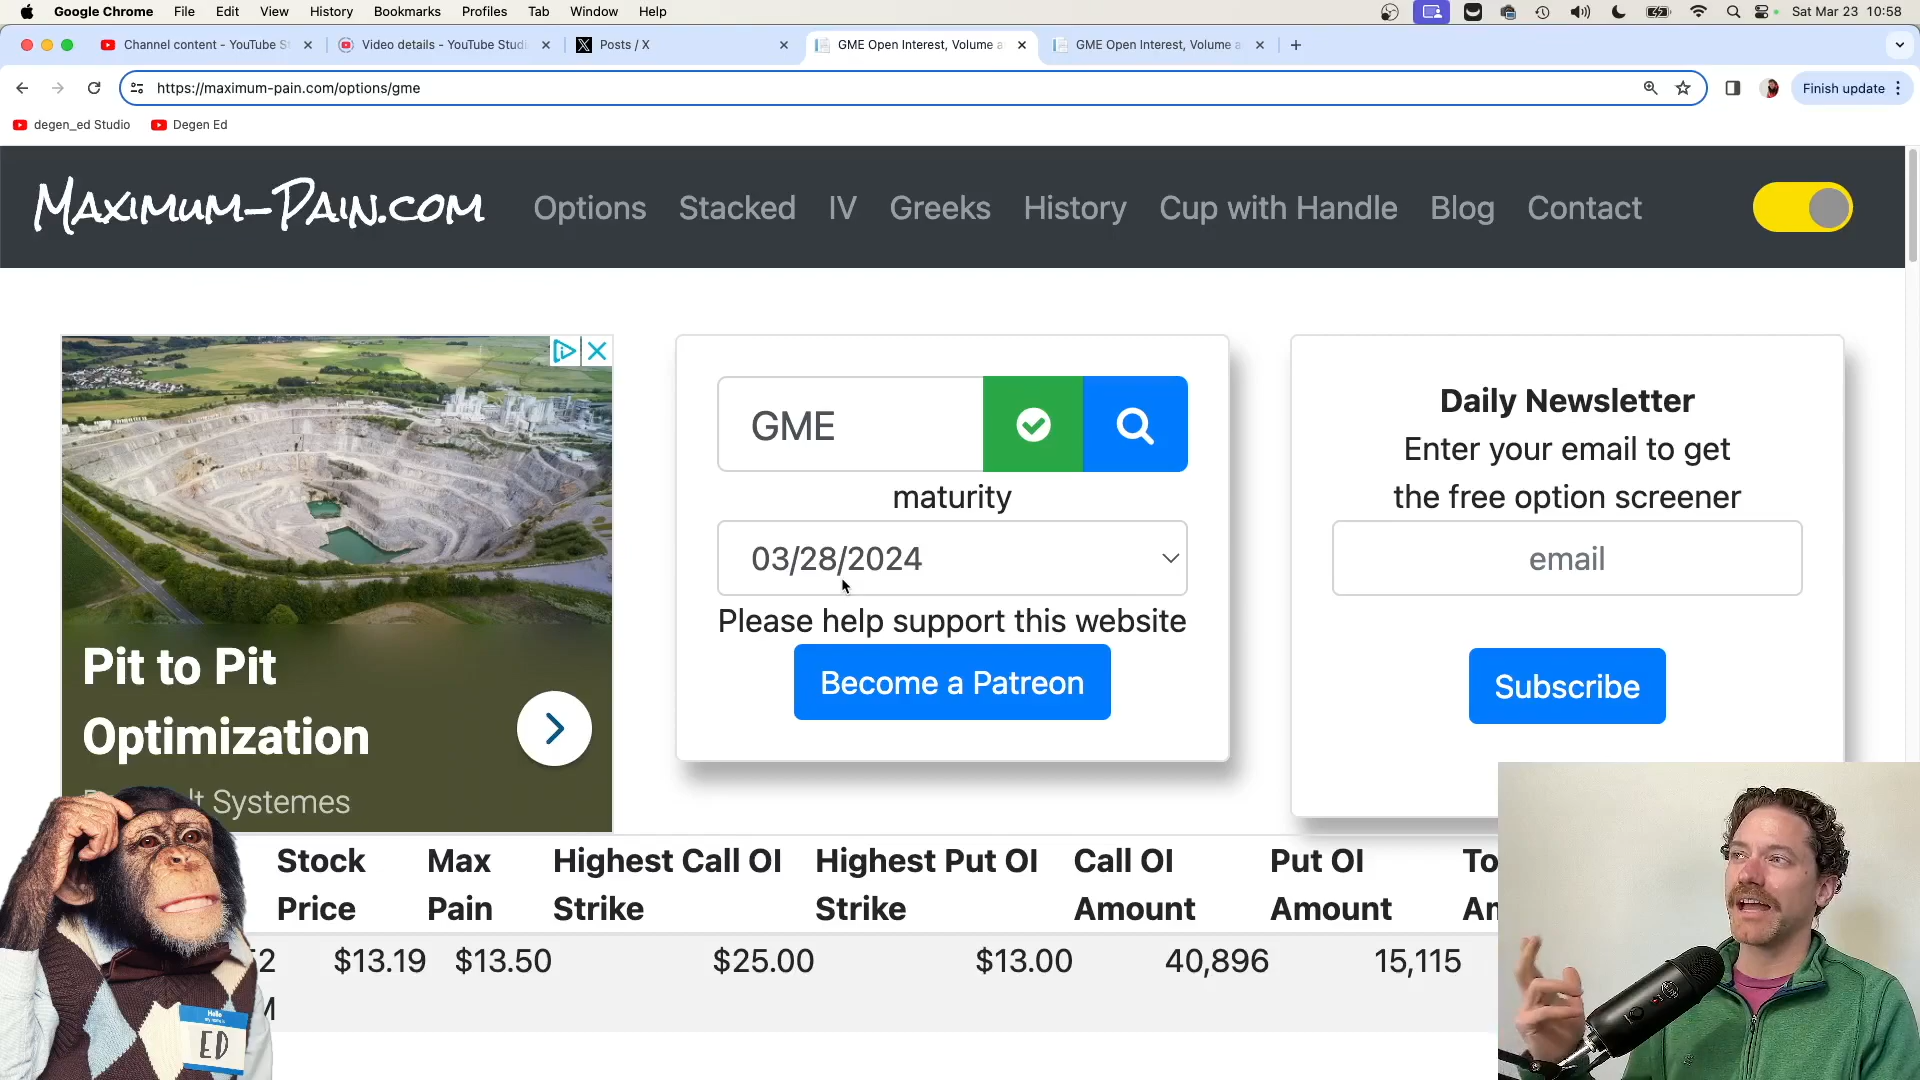 Google Chrome File Edit View History Bookmarks Profiles Tab Window Help Sat Mar 23 10:58
Channel content - YouTube S
Video details - YouTube Studi
Posts / X
GME Open Interest, Volume a
GME Open Interest, Volume a
https://maximum-pain.com/options/gme
Finish update
degen_ed Studio Degen Ed
Maximum-Pain.com Options Stacked IV Greeks History Cup with Handle Blog Contact
Pit to Pit
Optimization
lt Systemes
GME
maturity
03/28/2024
Please help support this website
Become a Patreon
Daily Newsletter
Enter your email to get
the free option screener
email
Subscribe
Stock Price
Max Pain
Highest Call OI Strike
Highest Put OI Strike
Call OI Amount
Put OI Amount
$13.19 $13.50 $25.00 $13.00 40,896 15,115
Hello
ED